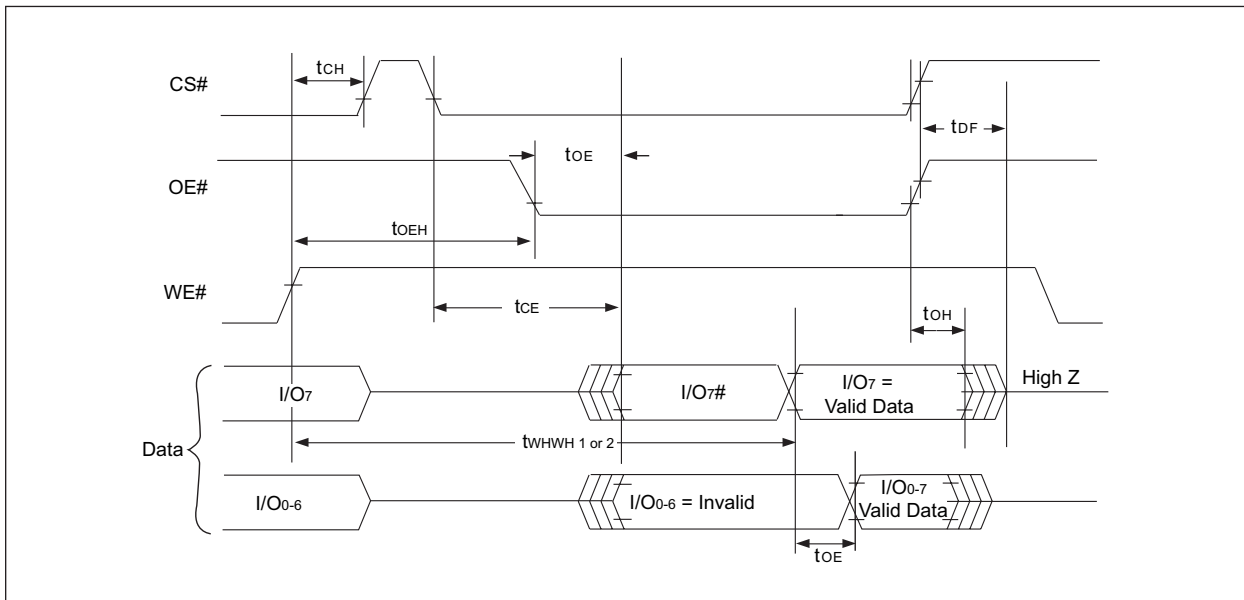 CS#
tCH
tDF
tOE
OE#
tOEH
WE#
tCE
tOH
I/O7
I/O7#
I/O7 =
Valid Data
High Z
Data
tWHWH 1 or 2
I/O0-6
I/O0-6 = Invalid
I/O0-7
Valid Data
tOE